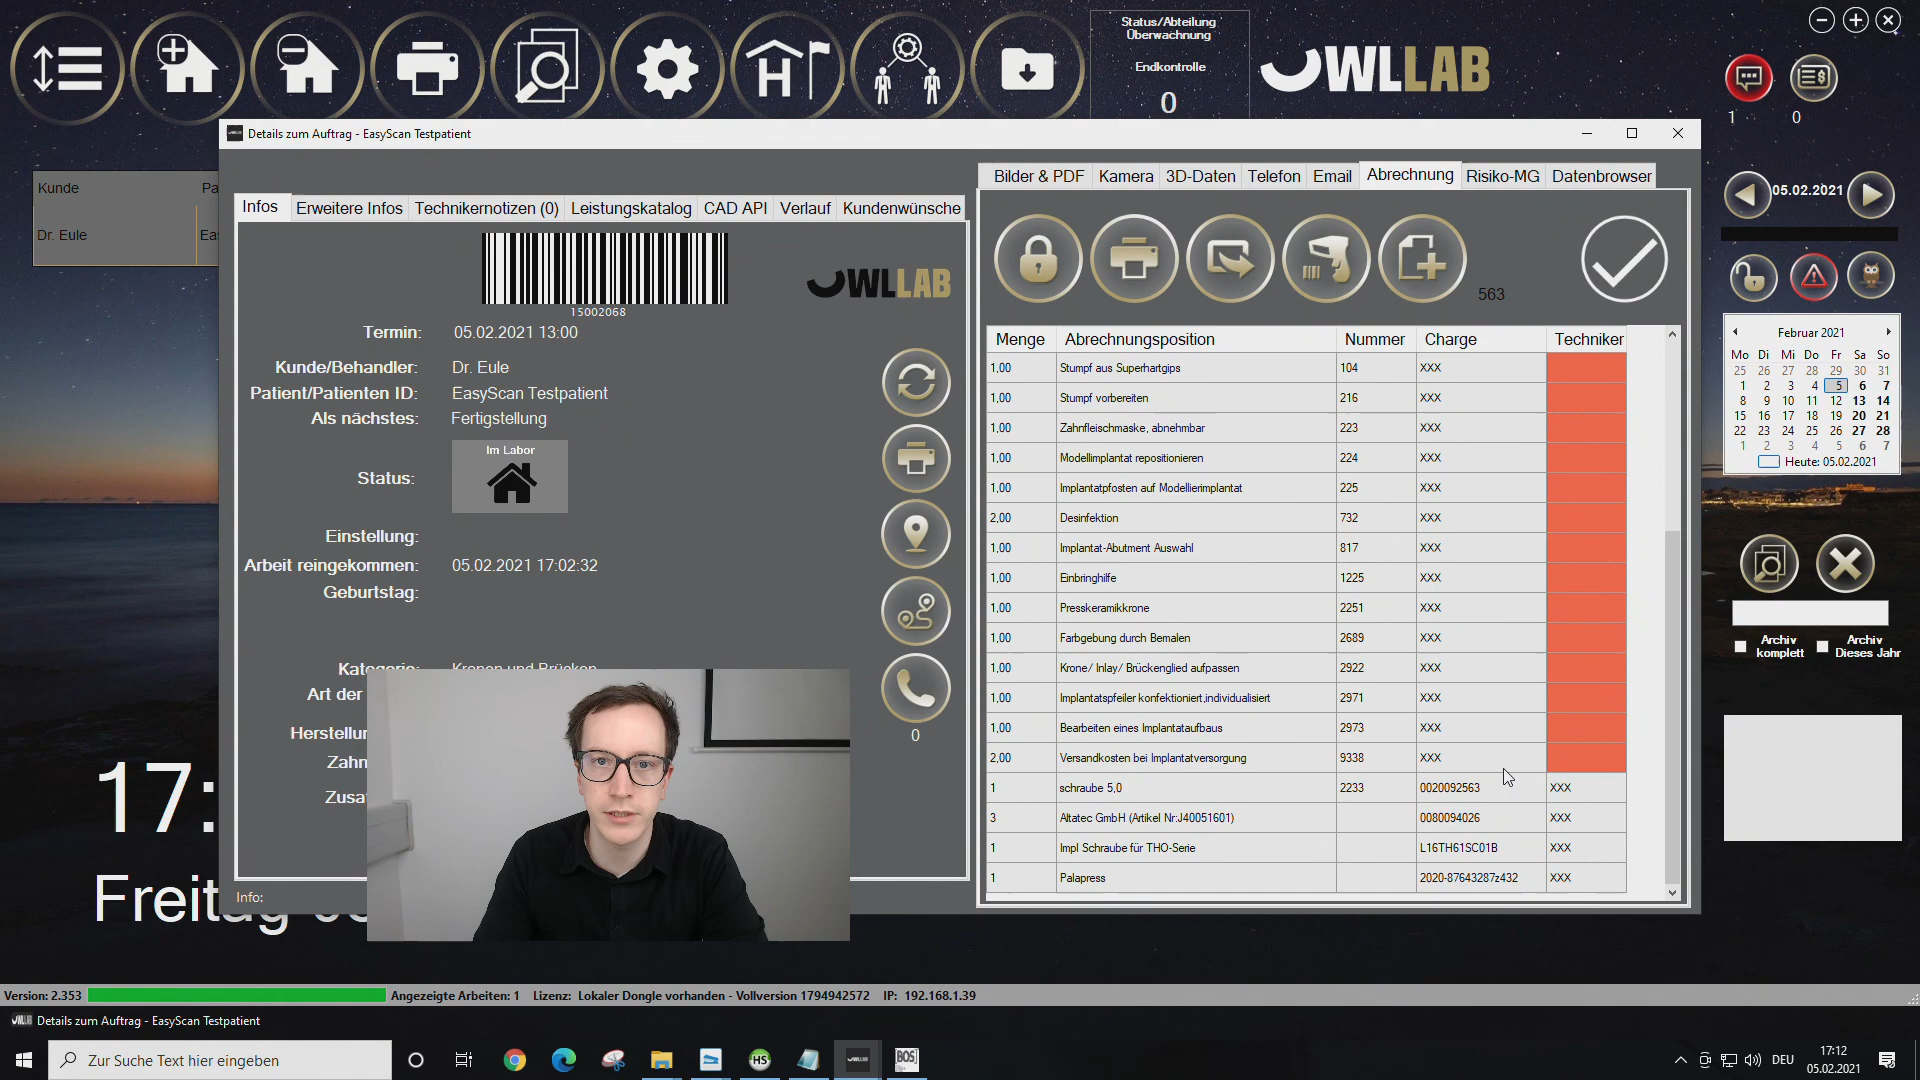 Status/Abteilung
Überwachnung
Endkontrolle
0
OWLLAB
1
0
Details zum Auftrag - EasyScan Testpatient
Kunde
Pa
Dr. Eule
Eas
Infos
Erweitere Infos
Technikernotizen (0)
Leistungskatalog
CAD API
Verlauf
Kundenwünsche
15002068
OWLLAB
Termin:
05.02.2021 13:00
Kunde/Behandler:
Dr. Eule
Patient/Patienten ID:
EasyScan Testpatient
Als nächstes:
Fertigstellung
Status:
Im Labor
Einstellung:
Arbeit reingekommen:
05.02.2021 17:02:32
Geburtstag:
Kategorie:
Kronen und Brücken
Art der
Herstellun
Zahn
Zusa
0
Info:
Bilder & PDF
Kamera
3D-Daten
Telefon
Email
Abrechnung
Risiko-MG
Datenbrowser
563
Menge Abrechnungsposition Nummer Charge Techniker
1,00 Stumpf aus Superhartgips 104 XXX
1,00 Stumpf vorbereiten 216 XXX
1,00 Zahnfleischmaske, abnehmbar 223 XXX
1,00 Modellimplantat repositionieren 224 XXX
1,00 Implantatpfosten auf Modellierimplantat 225 XXX
2,00 Desinfektion 732 XXX
1,00 Implantat-Abutment Auswahl 817 XXX
1,00 Einbringhilfe 1225 XXX
1,00 Presskeramikkrone 2251 XXX
1,00 Farbgebung durch Bemalen 2689 XXX
1,00 Krone/ Inlay/ Brückenglied aufpassen 2922 XXX
1,00 Implantatspfeiler konfektioniert,individualisiert 2971 XXX
1,00 Bearbeiten eines Implantataufbaus 2973 XXX
2,00 Versandkosten bei Implantatversorgung 9338 XXX
1 schraube 5,0 2233 0020092563 XXX
3 Altatec GmbH (Artikel Nr:J40051601) 0080094026 XXX
1 Impl Schraube für THO-Serie L16TH61SC01B XXX
1 Palapress 2020-87643287z432 XXX
05.02.2021
Februar 2021
Mo Di Mi Do Fr Sa So
25 26 27 28 29 30 31
1 2 3 4 5 6 7
8 9 10 11 12 13 14
15 16 17 18 19 20 21
22 23 24 25 26 27 28
1 2 3 4 5 6 7
Heute: 05.02.2021
Archiv
komplett
Archiv
Dieses Jahr
17:
Freitag
Version: 2.353
Angezeigte Arbeiten: 1
Lizenz: Lokaler Dongle vorhanden - Vollversion 1794942572
IP: 192.168.1.39
Details zum Auftrag - EasyScan Testpatient
Zur Suche Text hier eingeben
HS
BOS
DEU
17:12
05.02.2021